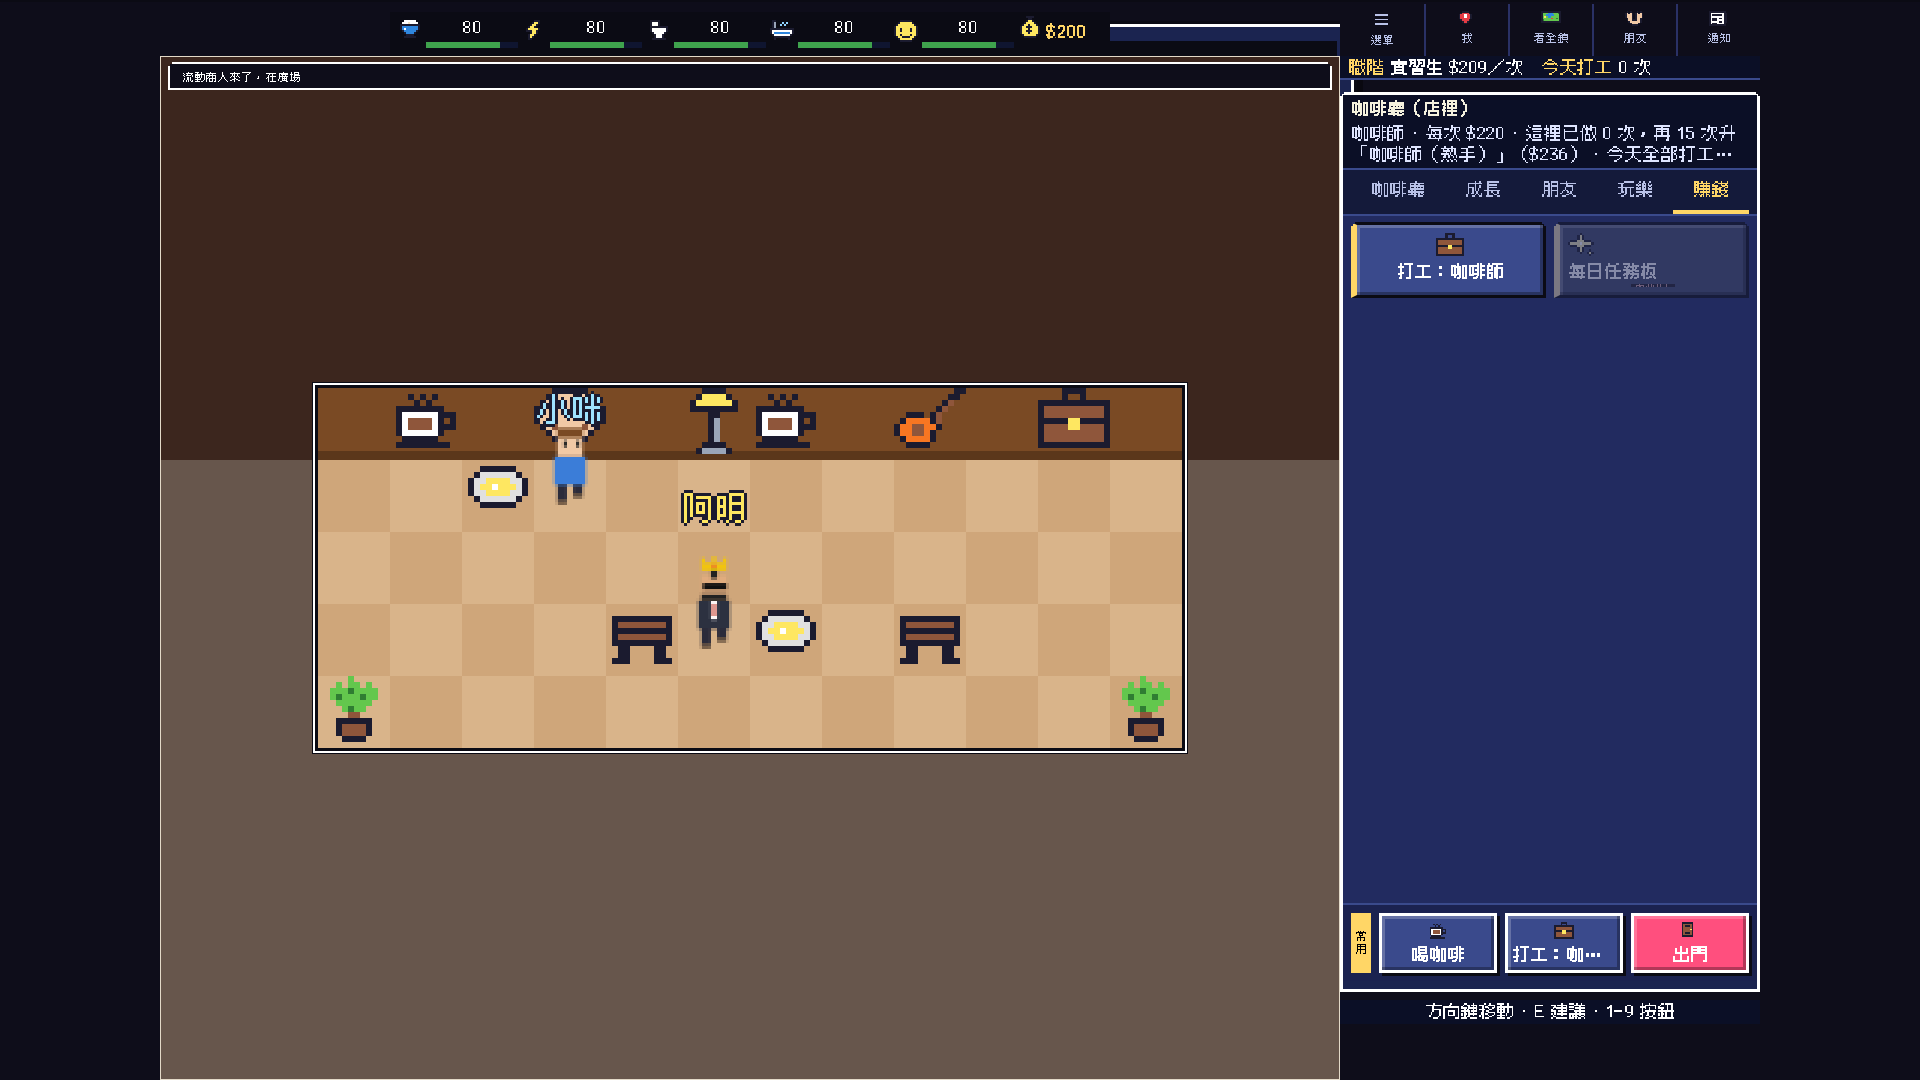 80 80 80 80 80 $200
選單 我 看全鎮 朋友 通知
流動商人來了，在廣場
職階 實習生 $209／次 今天打工 0 次
咖啡廳（店裡）
咖啡師 · 每次 $220 · 這裡已做 0 次，再 15 次升
「咖啡師（熟手）」（$236） · 今天全部打工…
咖啡廳 成長 朋友 玩樂 賺錢
打工：咖啡師
每日任務板
小咪
阿明
常用
喝咖啡
打工：咖…
出門
方向鍵移動 · E 建議 · 1-9 按鈕